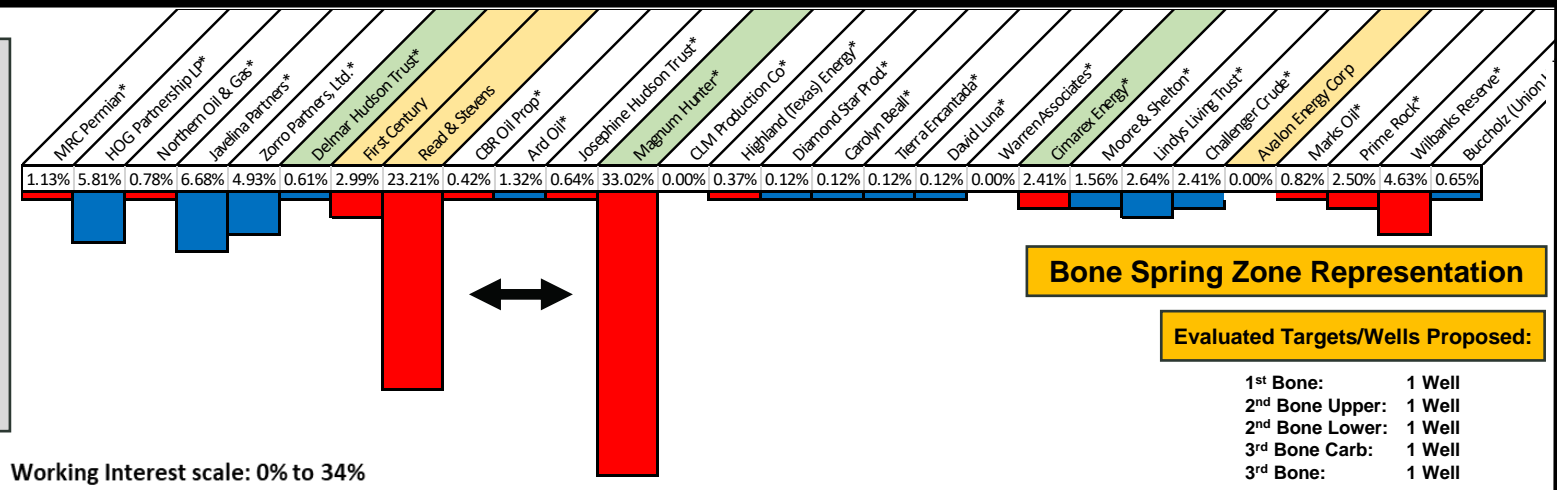 MRC Permian*
HOG Partnership LP*
Northern Oil & Gas*
Javelina Partners*
Zorro Partners, Ltd.*
Delmar Hudson Trust*
First Century
Read & Stevens
CBR Oil Prop*
Ard Oil*
Josephine Hudson Trust*
Magnum Hunter*
CLM Production Co*
Highland (Texas) Energy*
Diamond Star Prod.*
Carolyn Beall*
Tierra Encantada*
David Luna*
Warren Associates*
Cimarex Energy*
Moore & Shelton*
Lindys Living Trust*
Challenger Crude*
Avalon Energy Corp
Marks Oil*
Prime Rock*
Wilbanks Reserve*
Buccholz (Union
1.13% 5.81% 0.78% 6.68% 4.93% 0.61% 2.99% 23.21% 0.42% 1.32% 0.64% 33.02% 0.00% 0.37% 0.12% 0.12% 0.12% 0.12% 0.00% 2.41% 1.56% 2.64% 2.41% 0.00% 0.82% 2.50% 4.63% 0.65%
Bone Spring Zone Representation
Evaluated Targets/Wells Proposed:
1st Bone: 1 Well
2nd Bone Upper: 1 Well
2nd Bone Lower: 1 Well
3rd Bone Carb: 1 Well
3rd Bone: 1 Well
Working Interest scale: 0% to 34%